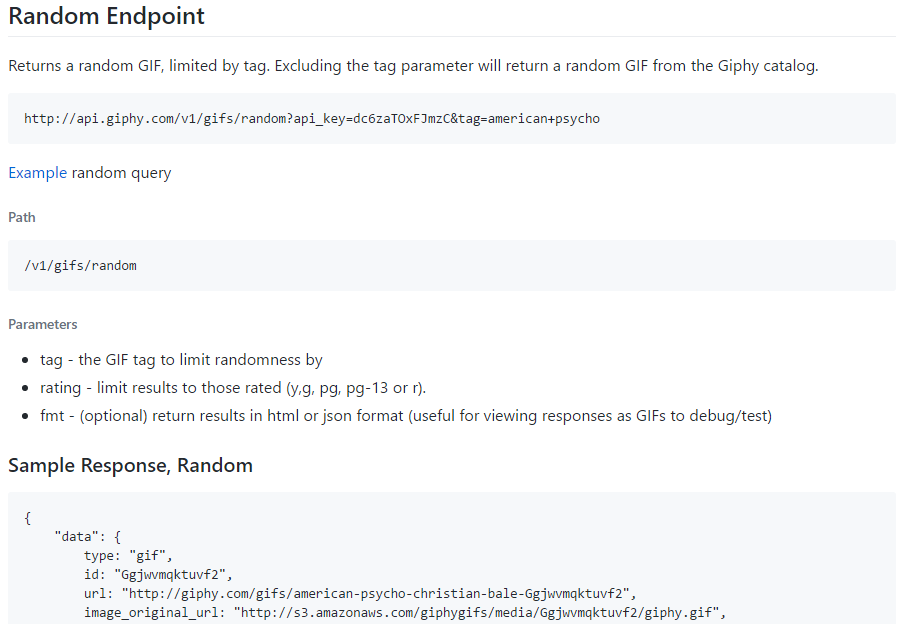 Random Endpoint
Returns a random GIF, limited by tag. Excluding the tag parameter will return a random GIF from the Giphy catalog.
http://api.giphy.com/v1/gifs/random?api_key=dc6zaTOxFJmzC&tag=american+psycho
Example random query
Path
/v1/gifs/random
Parameters
• tag - the GIF tag to limit randomness by
• rating - limit results to those rated (y,g, pg, pg-13 or r).
• fmt - (optional) return results in html or json format (useful for viewing responses as GIFs to debug/test)
Sample Response, Random
{
"data": {
type: "gif",
id: "Ggjwvmqktuvf2",
url: "http://giphy.com/gifs/american-psycho-christian-bale-Ggjwvmqktuvf2",
image_original_url: "http://s3.amazonaws.com/giphygifs/media/Ggjwvmqktuvf2/giphy.gif",